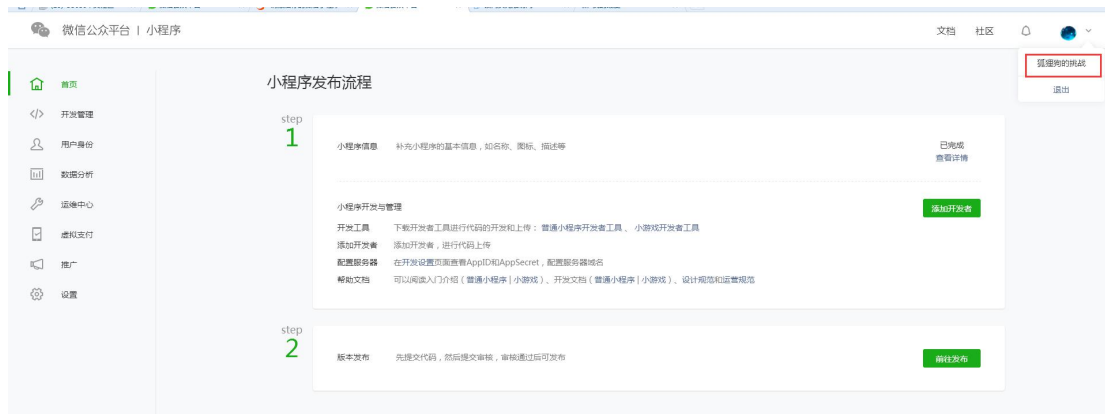 微信公众平台 | 小程序
文档 社区
狐狸狗的挑战
退出
首页
开发管理
用户身份
数据分析
运维中心
虚拟支付
推广
设置
小程序发布流程
step
1
小程序信息 补充小程序的基本信息，如名称、图标、描述等
已完成
查看详情
小程序开发与管理
添加开发者
开发工具 下载开发者工具进行代码的开发和上传： 普通小程序开发者工具 、 小游戏开发者工具
添加开发者 添加开发者，进行代码上传
配置服务器 在开发设置页面查看AppID和AppSecret，配置服务器域名
帮助文档 可以阅读入门介绍（普通小程序 | 小游戏）、开发文档（普通小程序 | 小游戏）、设计规范和运营规范
step
2
版本发布 先提交代码，然后提交审核，审核通过后可发布
前往发布